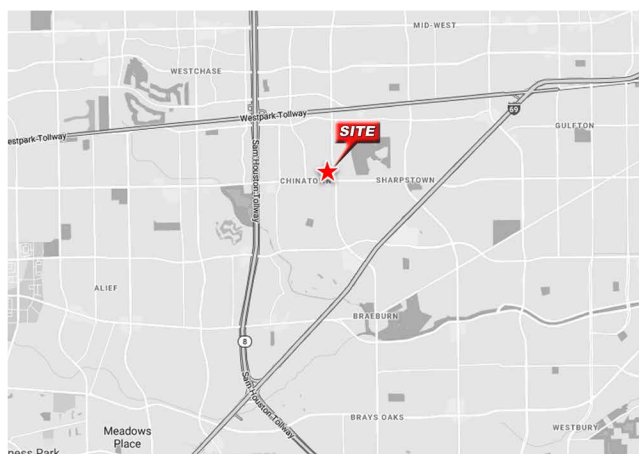 MID-WEST
WESTCHASE
69
Westpark Tollway
GULFTON
estpark Tollway
SITE
Sam Houston Tollway
CHINATOWN
SHARPSTOWN
ALIEF
BRAEBURN
8
Sam Houston Tollway
BRAYS OAKS
Meadows
Place
WESTBURY
ness Park